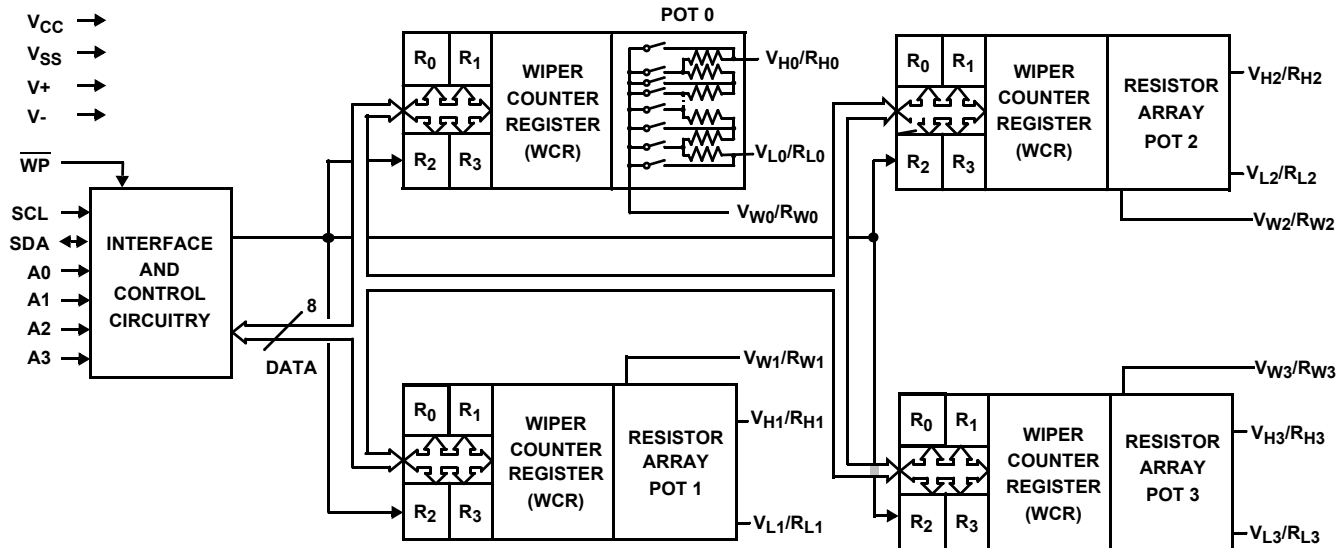 VCC
VSS
V+
V-
WP
SCL
SDA
A0
A1
A2
A3
INTERFACE
AND
CONTROL
CIRCUITRY
8
DATA
POT 0
R0 R1
R2 R3
WIPER
COUNTER
REGISTER
(WCR)
VH0/RH0
VL0/RL0
VW0/RW0
R0 R1
R2 R3
WIPER
COUNTER
REGISTER
(WCR)
RESISTOR
ARRAY
POT 2
VH2/RH2
VL2/RL2
VW2/RW2
R0 R1
R2 R3
WIPER
COUNTER
REGISTER
(WCR)
RESISTOR
ARRAY
POT 1
VW1/RW1
VH1/RH1
VL1/RL1
R0 R1
R2 R3
WIPER
COUNTER
REGISTER
(WCR)
RESISTOR
ARRAY
POT 3
VW3/RW3
VH3/RH3
VL3/RL3